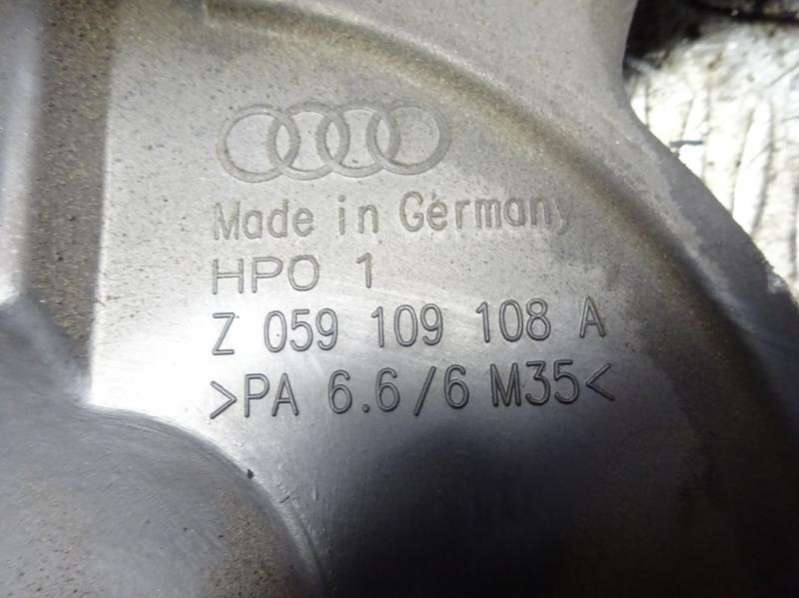 Made in Germany
HPO 1
Z 059 109 108 A
>PA 6.6/6 M35<